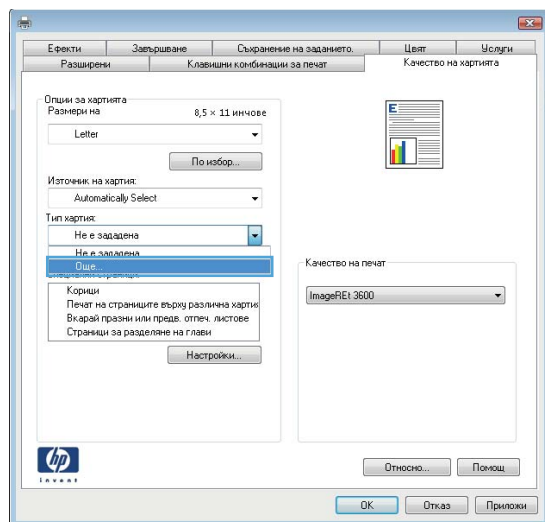 Ефекти Завършване Съхранение на заданието. Цвят Услуги
Разширени Клавишни комбинации за печат Качество на хартията
Опции за хартията
Размери на
8,5 × 11 инчове
Letter
По избор...
Източник на хартия:
Automatically Select
Тип хартия:
Не е зададена
Не е зададена
Още...
Корици
Печат на страниците върху различна хартия
Вкарай празни или предв. отпеч. листове
Страници за разделяне на глави
Настройки...
E
Качество на печат
ImageREt 3600
hp
invent
Относно... Помощ
OK Отказ Приложи